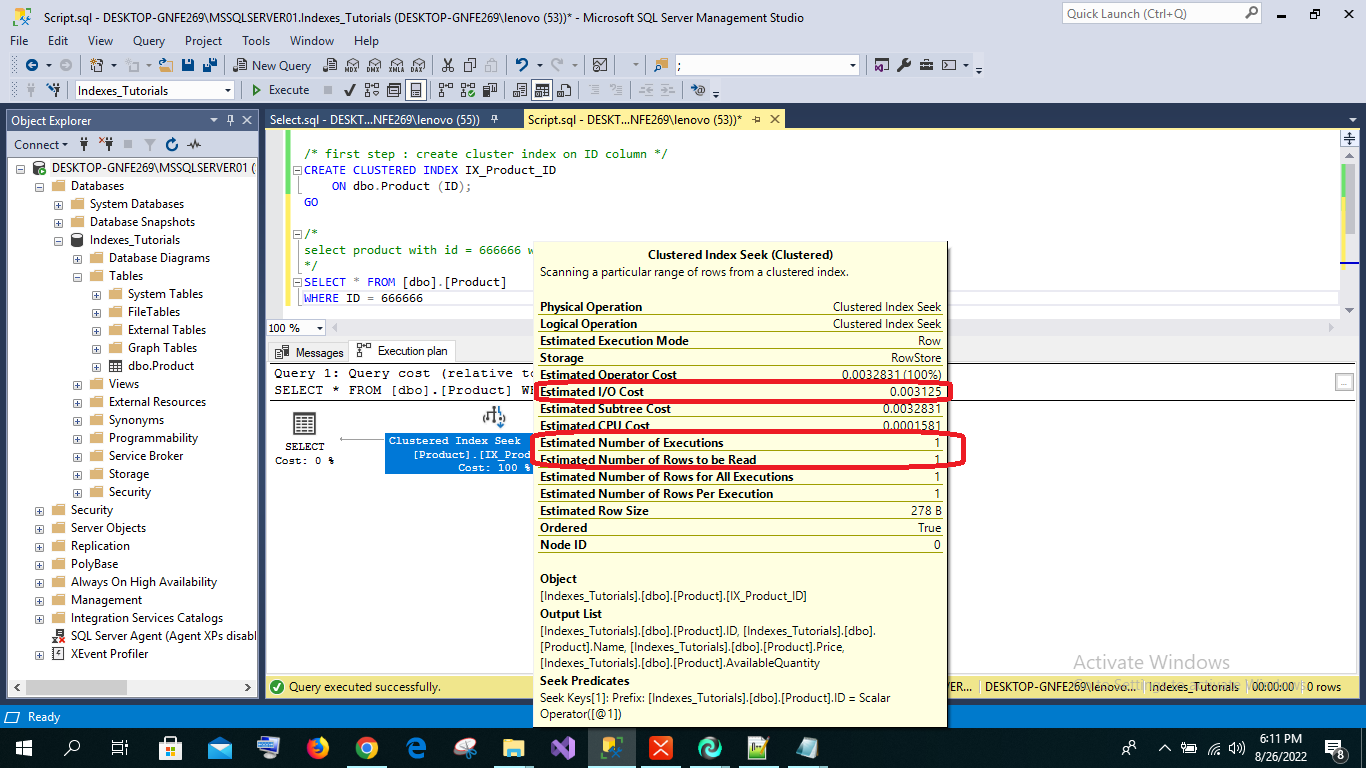 Script.sql - DESKTOP-GNFE269\MSSQLSERVER01.Indexes_Tutorials (DESKTOP-GNFE269\lenovo (53))* - Microsoft SQL Server Management Studio
Quick Launch (Ctrl+Q)
File Edit View Query Project Tools Window Help
New Query MDX DMX XMLA DAX ;
Indexes_Tutorials Execute
Object Explorer
Connect
DESKTOP-GNFE269\MSSQLSERVER01 (
Databases
System Databases
Database Snapshots
Indexes_Tutorials
Database Diagrams
Tables
System Tables
FileTables
External Tables
Graph Tables
dbo.Product
Views
External Resources
Synonyms
Programmability
Service Broker
Storage
Security
Security
Server Objects
Replication
PolyBase
Always On High Availability
Management
Integration Services Catalogs
SQL Server Agent (Agent XPs disabl
XEvent Profiler
Select.sql - DESKT...NFE269\lenovo (55)) Script.sql - DESKT...NFE269\lenovo (53))*
/* first step : create cluster index on ID column */
CREATE CLUSTERED INDEX IX_Product_ID
ON dbo.Product (ID);
GO
/*
select product with id = 666666 w
*/
SELECT * FROM [dbo].[Product]
WHERE ID = 666666
100 %
Messages Execution plan
Query 1: Query cost (relative to
SELECT * FROM [dbo].[Product] W
SELECT
Cost: 0 %
Clustered Index Seek
[Product].[IX_Prod
Cost: 100 %
Clustered Index Seek (Clustered)
Scanning a particular range of rows from a clustered index.
Physical Operation Clustered Index Seek
Logical Operation Clustered Index Seek
Estimated Execution Mode Row
Storage RowStore
Estimated Operator Cost 0.0032831 (100%)
Estimated I/O Cost 0.003125
Estimated Subtree Cost 0.0032831
Estimated CPU Cost 0.0001581
Estimated Number of Executions 1
Estimated Number of Rows to be Read 1
Estimated Number of Rows for All Executions 1
Estimated Number of Rows Per Execution 1
Estimated Row Size 278 B
Ordered True
Node ID 0
Object
[Indexes_Tutorials].[dbo].[Product].[IX_Product_ID]
Output List
[Indexes_Tutorials].[dbo].[Product].ID, [Indexes_Tutorials].[dbo].
[Product].Name, [Indexes_Tutorials].[dbo].[Product].Price,
[Indexes_Tutorials].[dbo].[Product].AvailableQuantity
Seek Predicates
Seek Keys[1]: Prefix: [Indexes_Tutorials].[dbo].[Product].ID = Scalar
Operator([@1])
Activate Windows
Go to Settings to activate Windows.
Query executed successfully. VER... DESKTOP-GNFE269\lenovo... Indexes_Tutorials 00:00:00 0 rows
Ready
6:11 PM
8/26/2022
8